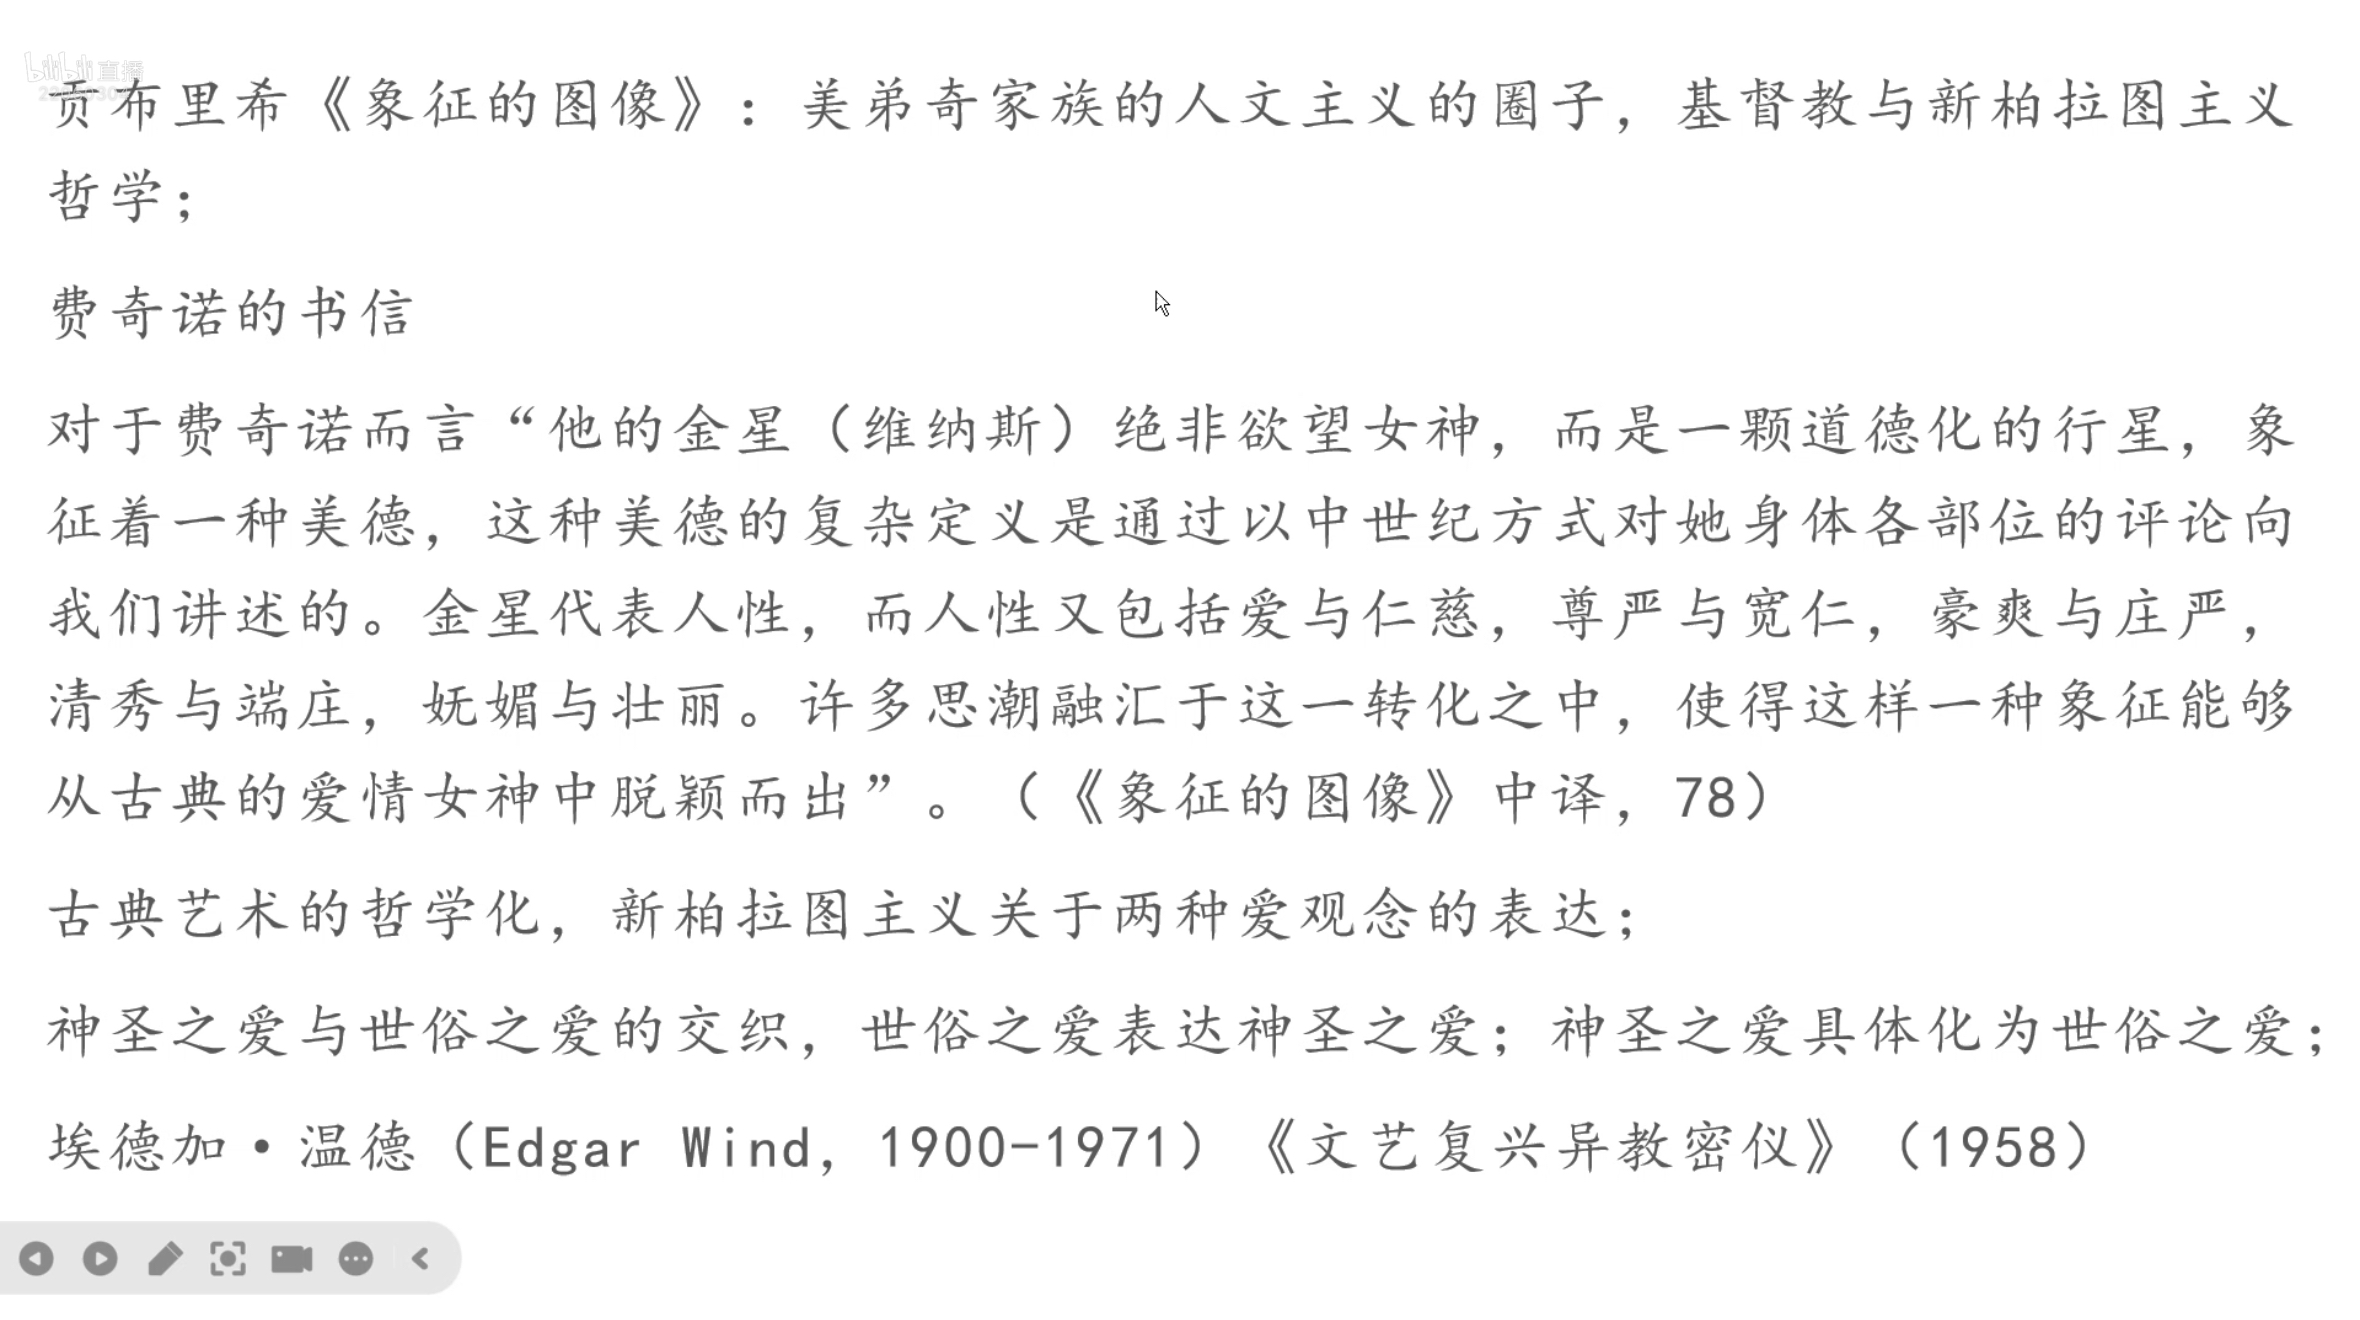 bilibili 直播
贡布里希《象征的图像》：美弟奇家族的人文主义的圈子，基督教与新柏拉图主义
哲学；
费奇诺的书信
对于费奇诺而言“他的金星（维纳斯）绝非欲望女神，而是一颗道德化的行星，象
征着一种美德，这种美德的复杂定义是通过以中世纪方式对她身体各部位的评论向
我们讲述的。金星代表人性，而人性又包括爱与仁慈，尊严与宽仁，豪爽与庄严，
清秀与端庄，妩媚与壮丽。许多思潮融汇于这一转化之中，使得这样一种象征能够
从古典的爱情女神中脱颖而出”。（《象征的图像》中译，78）
古典艺术的哲学化，新柏拉图主义关于两种爱观念的表达；
神圣之爱与世俗之爱的交织，世俗之爱表达神圣之爱；神圣之爱具体化为世俗之爱；
埃德加·温德（Edgar Wind，1900-1971）《文艺复兴异教密仪》（1958）